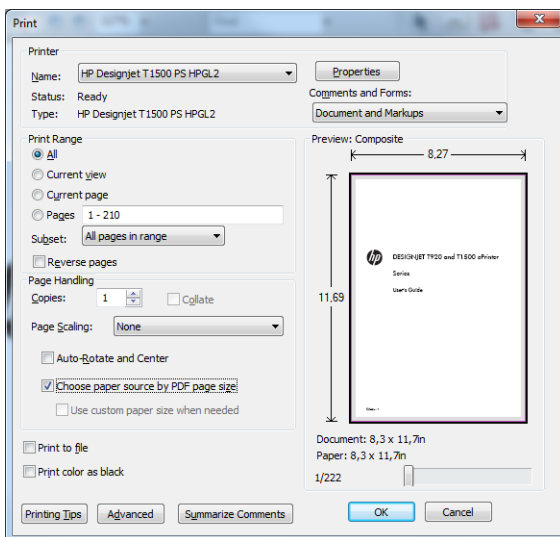 Print
Printer
Name: HP Designjet T1500 PS HPGL2
Properties
Status: Ready
Comments and Forms:
Type: HP Designjet T1500 PS HPGL2
Document and Markups
Print Range
All
Current view
Current page
Pages 1 - 210
Subset: All pages in range
Reverse pages
Page Handling
Copies: 1
Collate
Page Scaling: None
Auto-Rotate and Center
Choose paper source by PDF page size
Use custom paper size when needed
Print to file
Print color as black
Preview: Composite
8,27
11,69
hp
DESIGNJET T920 and T1500 ePrinter
Series
User's Guide
Document: 8,3 x 11,7in
Paper: 8,3 x 11,7in
1/222
Printing Tips
Advanced
Summarize Comments
OK
Cancel